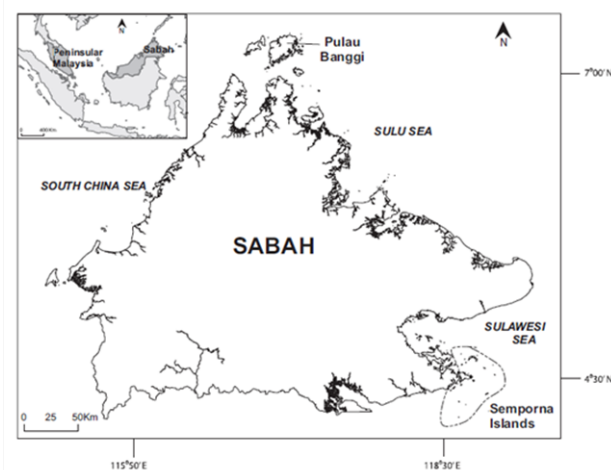 N
Peninsular
Malaysia
Sabah
Pulau
Banggi
N
7°00'N
SULU SEA
SOUTH CHINA SEA
SABAH
SULAWESI
SEA
4°30'N
0 25 50Km
Semporna
Islands
115°50'E
118°30'E